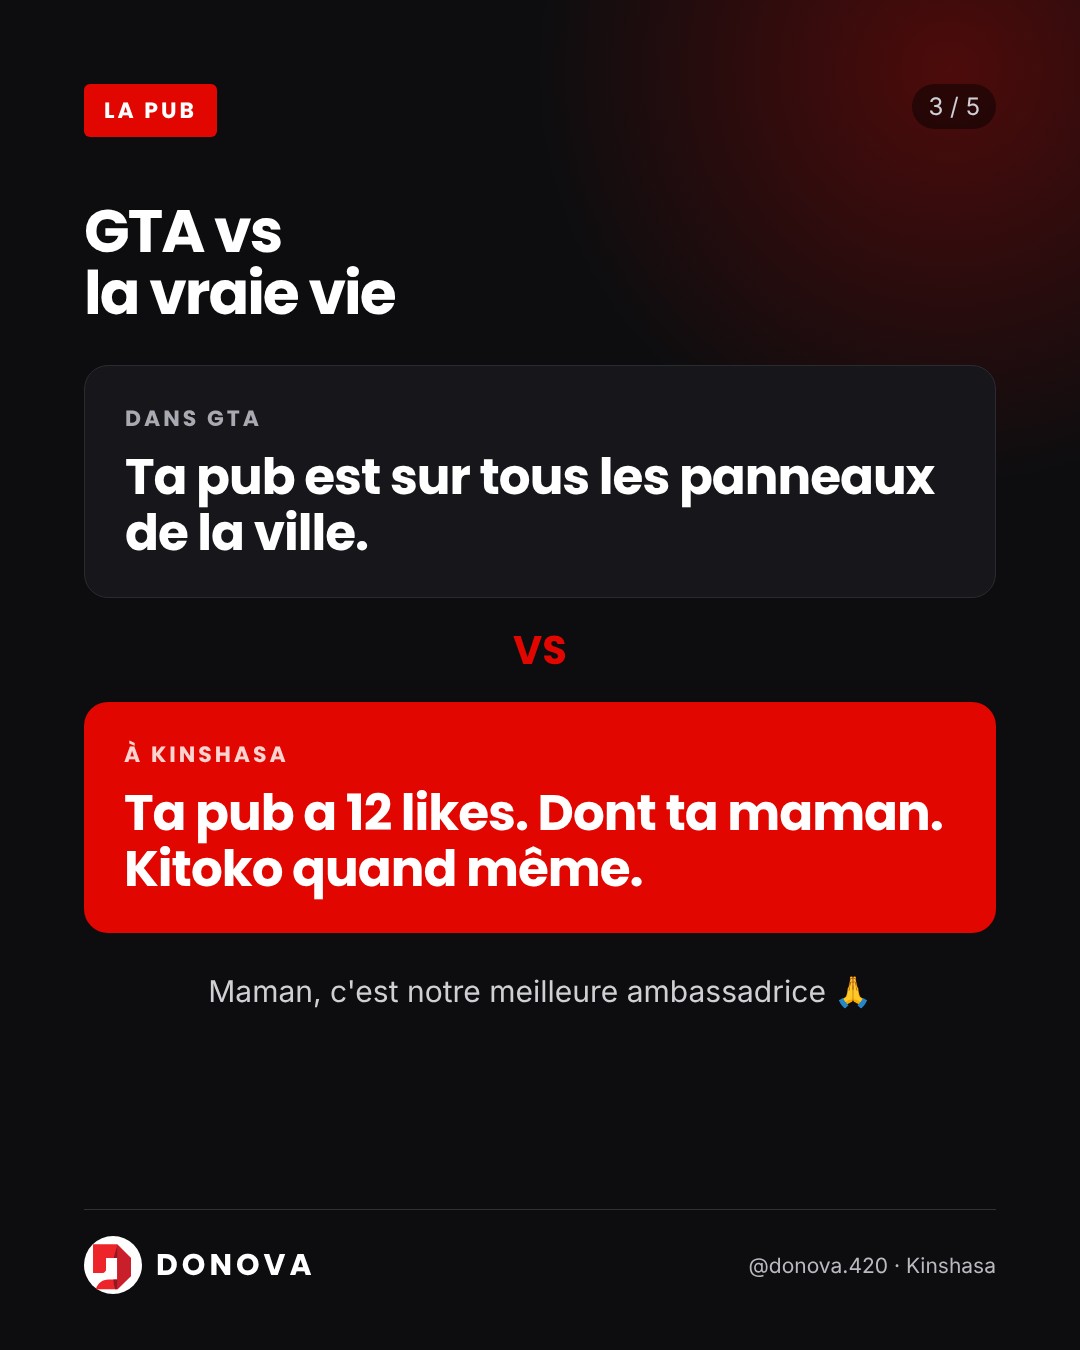 LA PUB
3 / 5
GTA vs
la vraie vie
DANS GTA
Ta pub est sur tous les panneaux
de la ville.
VS
À KINSHASA
Ta pub a 12 likes. Dont ta maman.
Kitoko quand même.
Maman, c'est notre meilleure ambassadrice 🙏
DONOVA
@donova.420 · Kinshasa